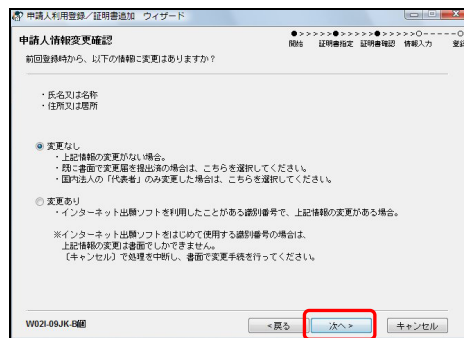 申請人利用登録／証明書追加　ウィザード
申請人情報変更確認
●>>>>>●>>>>>●>>>>>○-----○
開始　証明書指定　証明書確認　情報入力　登録
前回登録時から、以下の情報に変更はありますか？
・氏名又は名称
・住所又は居所
変更なし
・上記情報の変更がない場合。
・既に書面で変更届を提出済の場合は、こちらを選択してください。
・国内法人の「代表者」のみ変更した場合は、こちらを選択してください。
変更あり
・インターネット出願ソフトを利用したことがある識別番号で、上記情報の変更がある場合。
※インターネット出願ソフトをはじめて使用する識別番号の場合は、
上記情報の変更は書面でしかできません。
［キャンセル］で処理を中断し、書面で変更手続を行ってください。
W02I-09JK-B
<戻る　次へ>　キャンセル